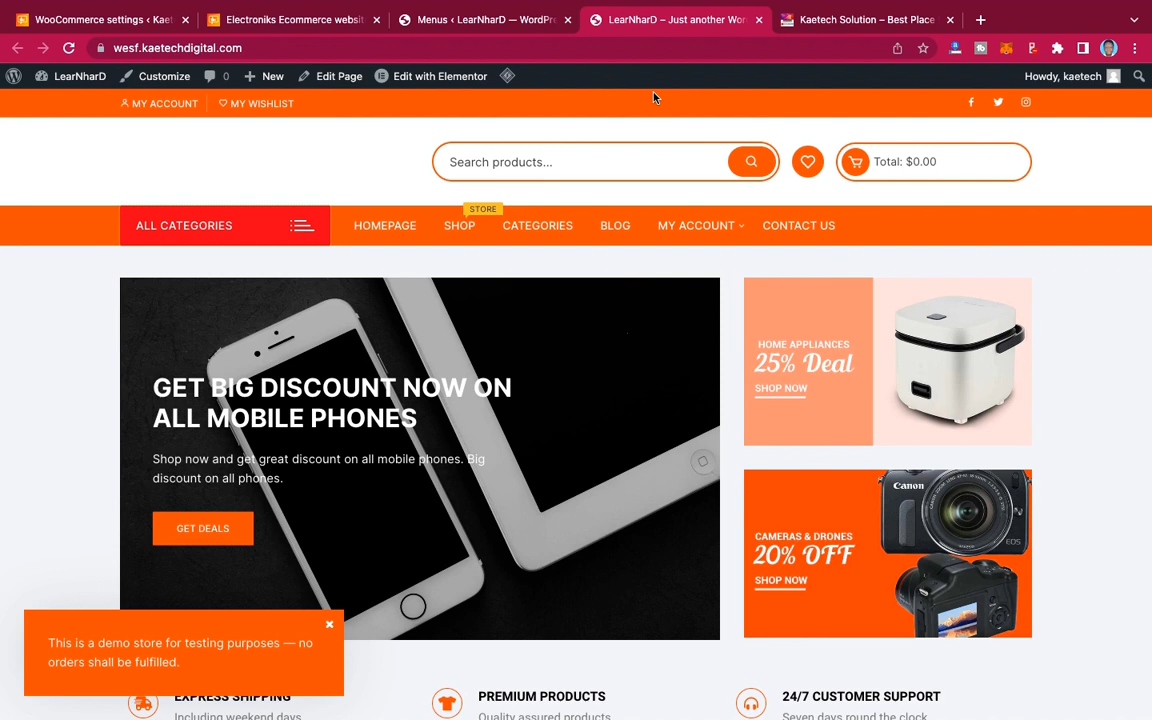 WooCommerce settings ‹ Kaet
Electroniks Ecommerce websit
Menus ‹ LearNharD — WordPre
LearNharD – Just another Wor
Kaetech Solution – Best Place
wesf.kaetechdigital.com
LearNharD
Customize
0
New
Edit Page
Edit with Elementor
Howdy, kaetech
MY ACCOUNT
MY WISHLIST
Search products...
Total: $0.00
STORE
ALL CATEGORIES
HOMEPAGE
SHOP
CATEGORIES
BLOG
MY ACCOUNT
CONTACT US
GET BIG DISCOUNT NOW ON
ALL MOBILE PHONES
Shop now and get great discount on all mobile phones. Big
discount on all phones.
GET DEALS
HOME APPLIANCES
25% Deal
SHOP NOW
Canon
EOS
CAMERAS & DRONES
20% OFF
SHOP NOW
This is a demo store for testing purposes — no
orders shall be fulfilled.
EXPRESS SHIPPING
Including weekend days
PREMIUM PRODUCTS
Quality assured products
24/7 CUSTOMER SUPPORT
Seven days round the clock